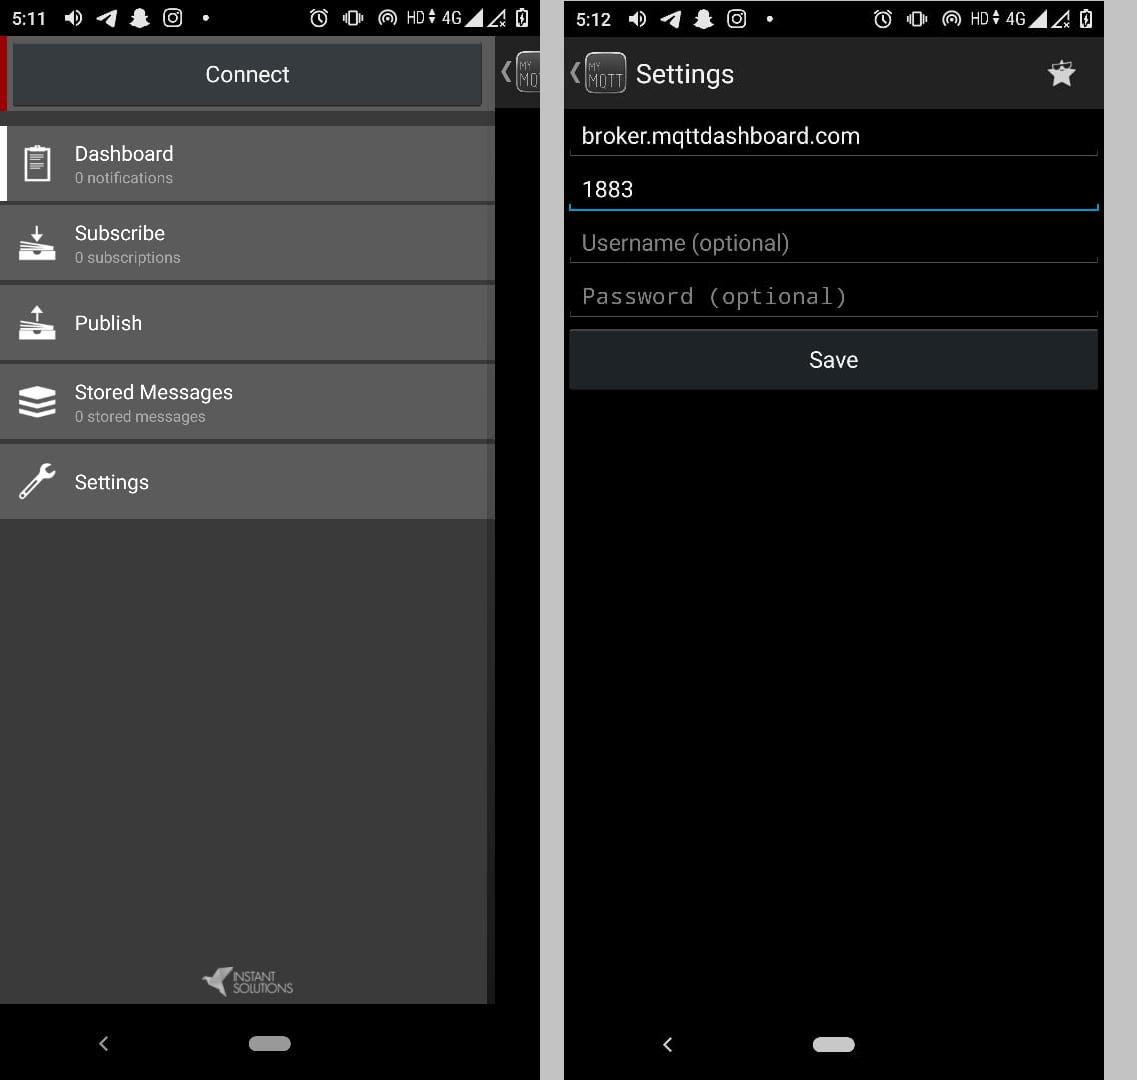 5:11 HD 4G
Connect
MY
MQ
Dashboard
0 notifications
Subscribe
0 subscriptions
Publish
Stored Messages
0 stored messages
Settings
INSTANT
SOLUTIONS
5:12 HD 4G
MY
MQTT
Settings
broker.mqttdashboard.com
1883
Username (optional)
Password (optional)
Save